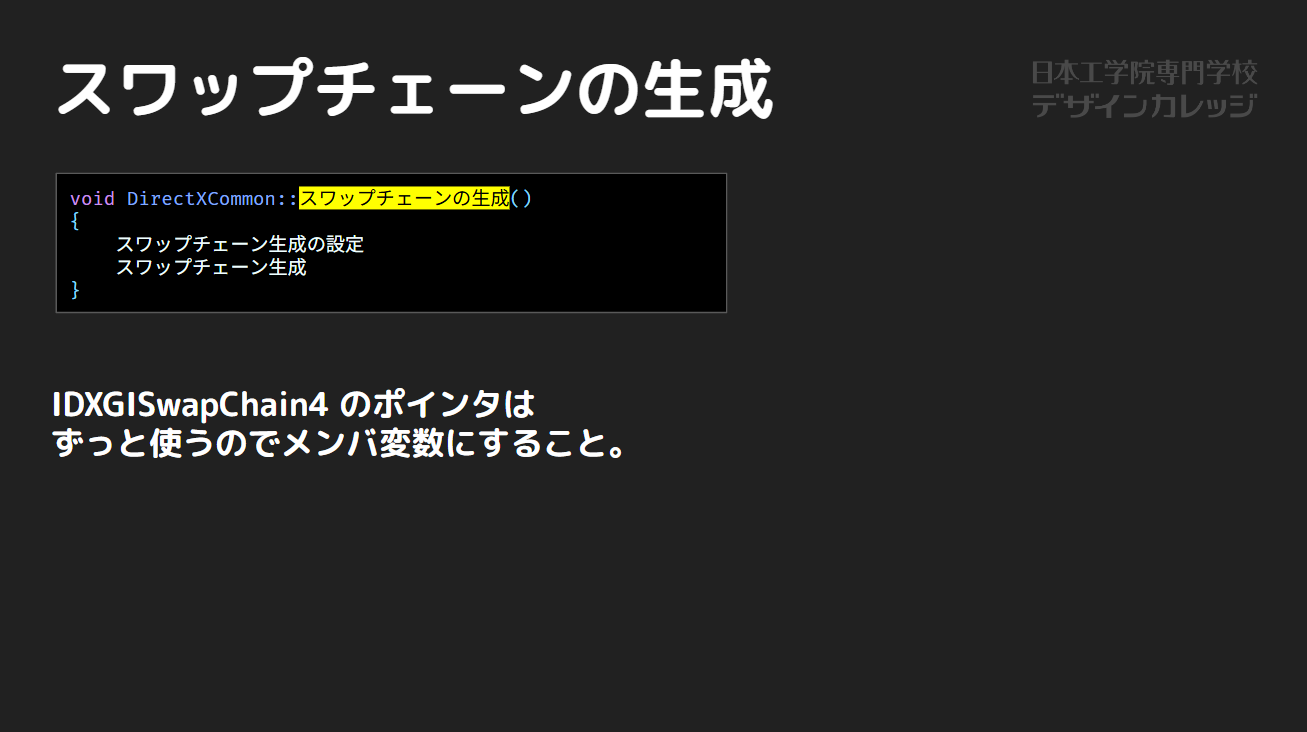 スワップチェーンの生成
日本工学院専門学校
デザインカレッジ
void DirectXCommon::スワップチェーンの生成()
{
    スワップチェーン生成の設定
    スワップチェーン生成
}
IDXGISwapChain4 のポインタは
ずっと使うのでメンバ変数にすること。